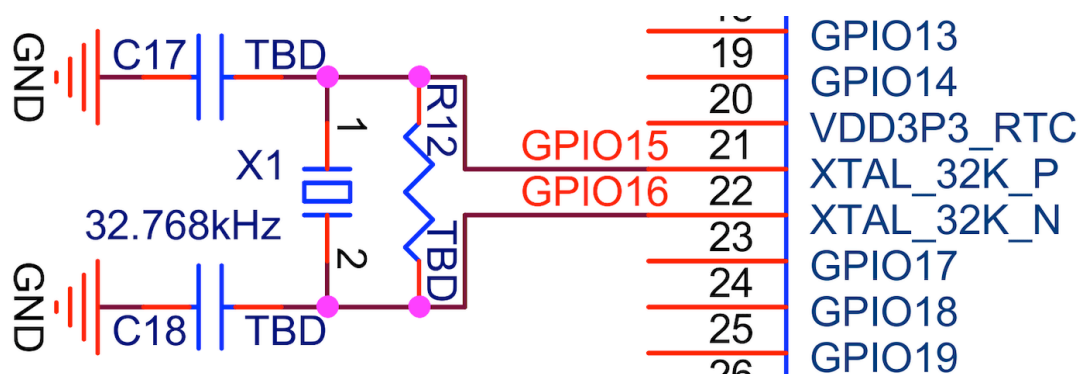 GND
C17
TBD
R12
TBD
1
X1
32.768kHz
2
GND
C18
TBD
GPIO15
GPIO16
19
20
21
22
23
24
25
26
GPIO13
GPIO14
VDD3P3_RTC
XTAL_32K_P
XTAL_32K_N
GPIO17
GPIO18
GPIO19